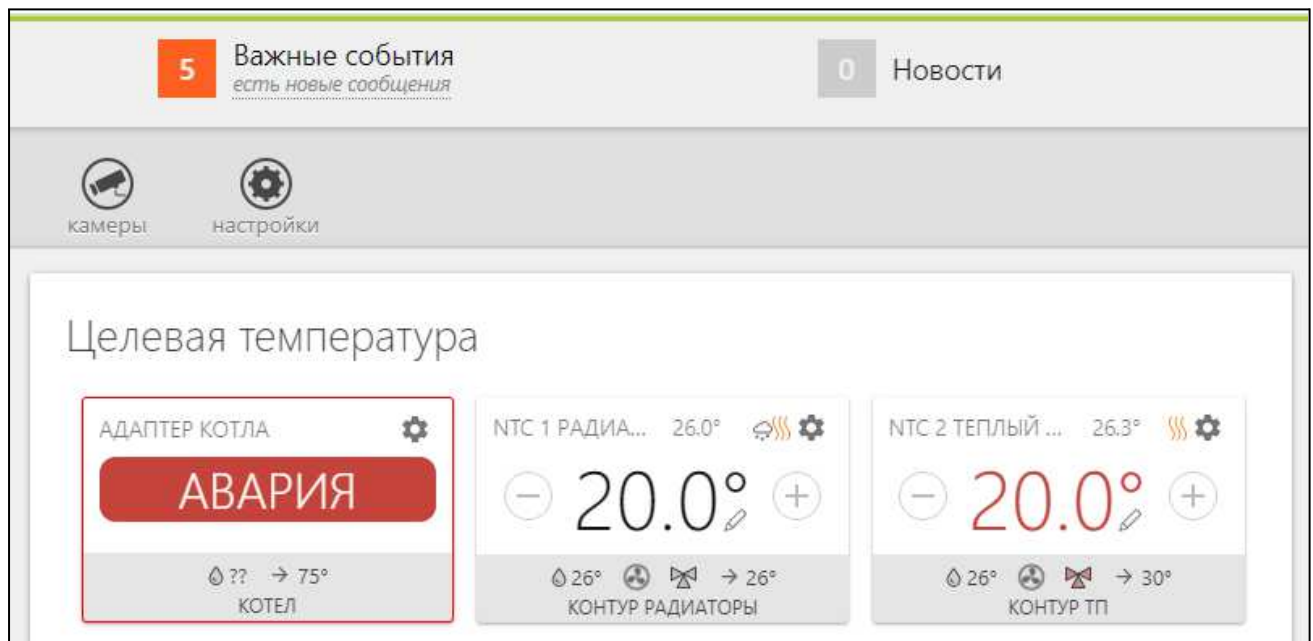 5 Важные события
есть новые сообщения
0 Новости
камеры настройки
Целевая температура
АДАПТЕР КОТЛА
АВАРИЯ
?? → 75°
КОТЕЛ
NTC 1 РАДИА... 26.0°
− 20.0° +
26° → 26°
КОНТУР РАДИАТОРЫ
NTC 2 ТЕПЛЫЙ ... 26.3°
− 20.0° +
26° → 30°
КОНТУР ТП